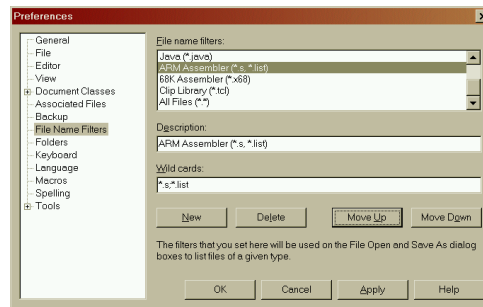 Preferences
General
File
Editor
View
Document Classes
Associated Files
Backup
File Name Filters
Folders
Keyboard
Language
Macros
Spelling
Tools
File name filters:
Java (*.java)
ARM Assembler (*.s, *.list)
68K Assembler (*.x68)
Clip Library (*.tcl)
All Files (*.*)
Description:
ARM Assembler (*.s, *.list)
Wild cards:
*.s;*.list
New Delete Move Up Move Down
The filters that you set here will be used on the File Open and Save As dialog
boxes to list files of a given type.
OK Cancel Apply Help